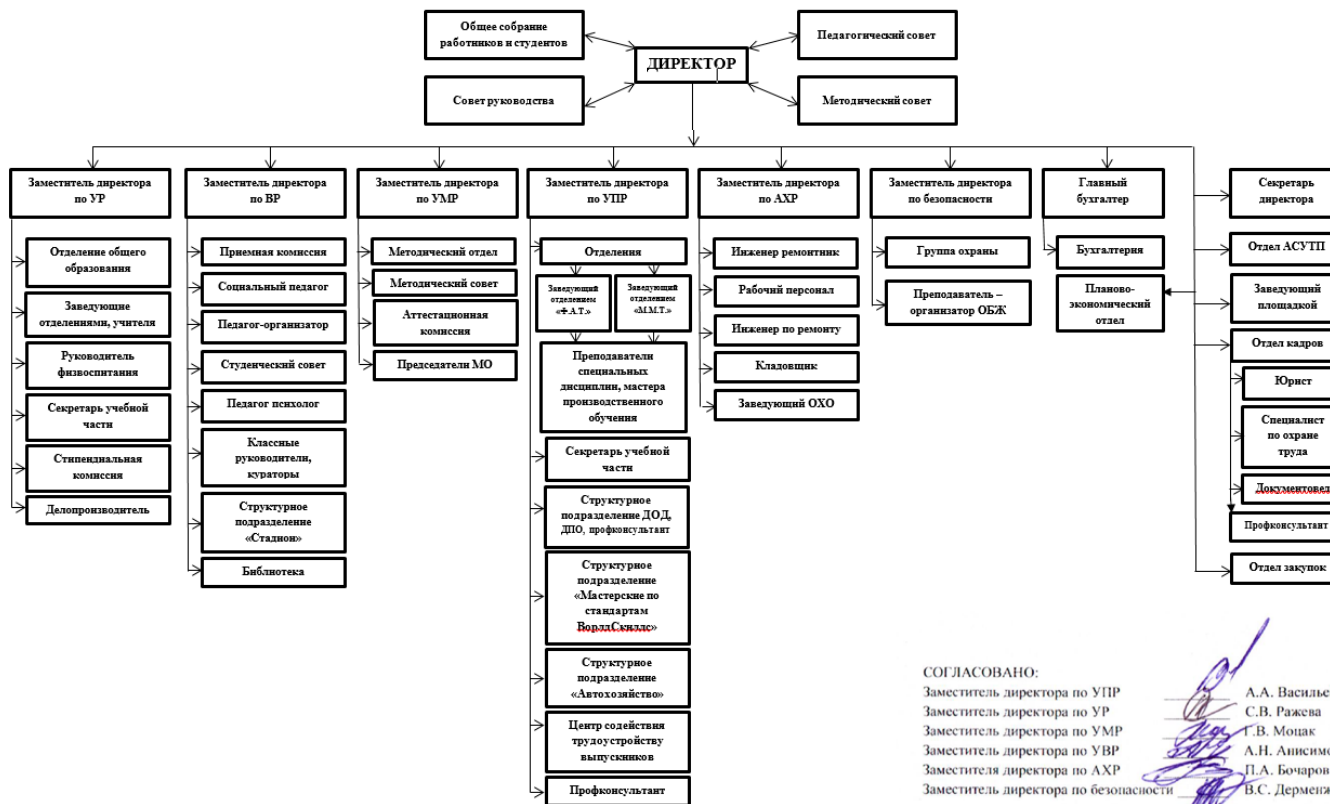 Общее собрание
работников и студентов
Педагогический совет
ДИРЕКТОР
Совет руководства
Методический совет
Заместитель директора
по УР
Заместитель директора
по ВР
Заместитель директора
по УМР
Заместитель директора
по УПР
Заместитель директора
по АХР
Заместитель директора
по безопасности
Главный
бухгалтер
Секретарь
директора
Отделение общего
образования
Заведующие
отделениями, учителя
Руководитель
физвоспитания
Секретарь учебной
части
Стипендиальная
комиссия
Делопроизводитель
Приемная комиссия
Социальный педагог
Педагог-организатор
Студенческий совет
Педагог психолог
Классные
руководители,
кураторы
Структурное
подразделение
«Стадион»
Библиотека
Методический отдел
Методический совет
Аттестационная
комиссия
Председатели МО
Отделения
Заведующий
отделением
«Ф.А.Т.»
Заведующий
отделением
«М.М.Т.»
Преподаватели
специальных
дисциплин, мастера
производственного
обучения
Секретарь учебной
части
Структурное
подразделение ДОД,
ДПО, профконсультант
Структурное
подразделение
«Мастерские по
стандартам
ВорлдСкиллс»
Структурное
подразделение
«Автохозяйство»
Центр содействия
трудоустройству
выпускников
Профконсультант
Инженер ремонтник
Рабочий персонал
Инженер по ремонту
Кладовщик
Заведующий ОХО
Группа охраны
Преподаватель –
организатор ОБЖ
Бухгалтерия
Планово-
экономический
отдел
Отдел АСУТП
Заведующий
площадкой
Отдел кадров
Юрист
Специалист
по охране
труда
Документовед
Профконсультант
Отдел закупок
СОГЛАСОВАНО:
Заместитель директора по УПР А.А. Василье
Заместитель директора по УР С.В. Ражева
Заместитель директора по УМР Г.В. Моцак
Заместитель директора по УВР А.Н. Анисимо
Заместителя директора по АХР П.А. Бочаров
Заместитель директора по безопасности В.С. Дерменж